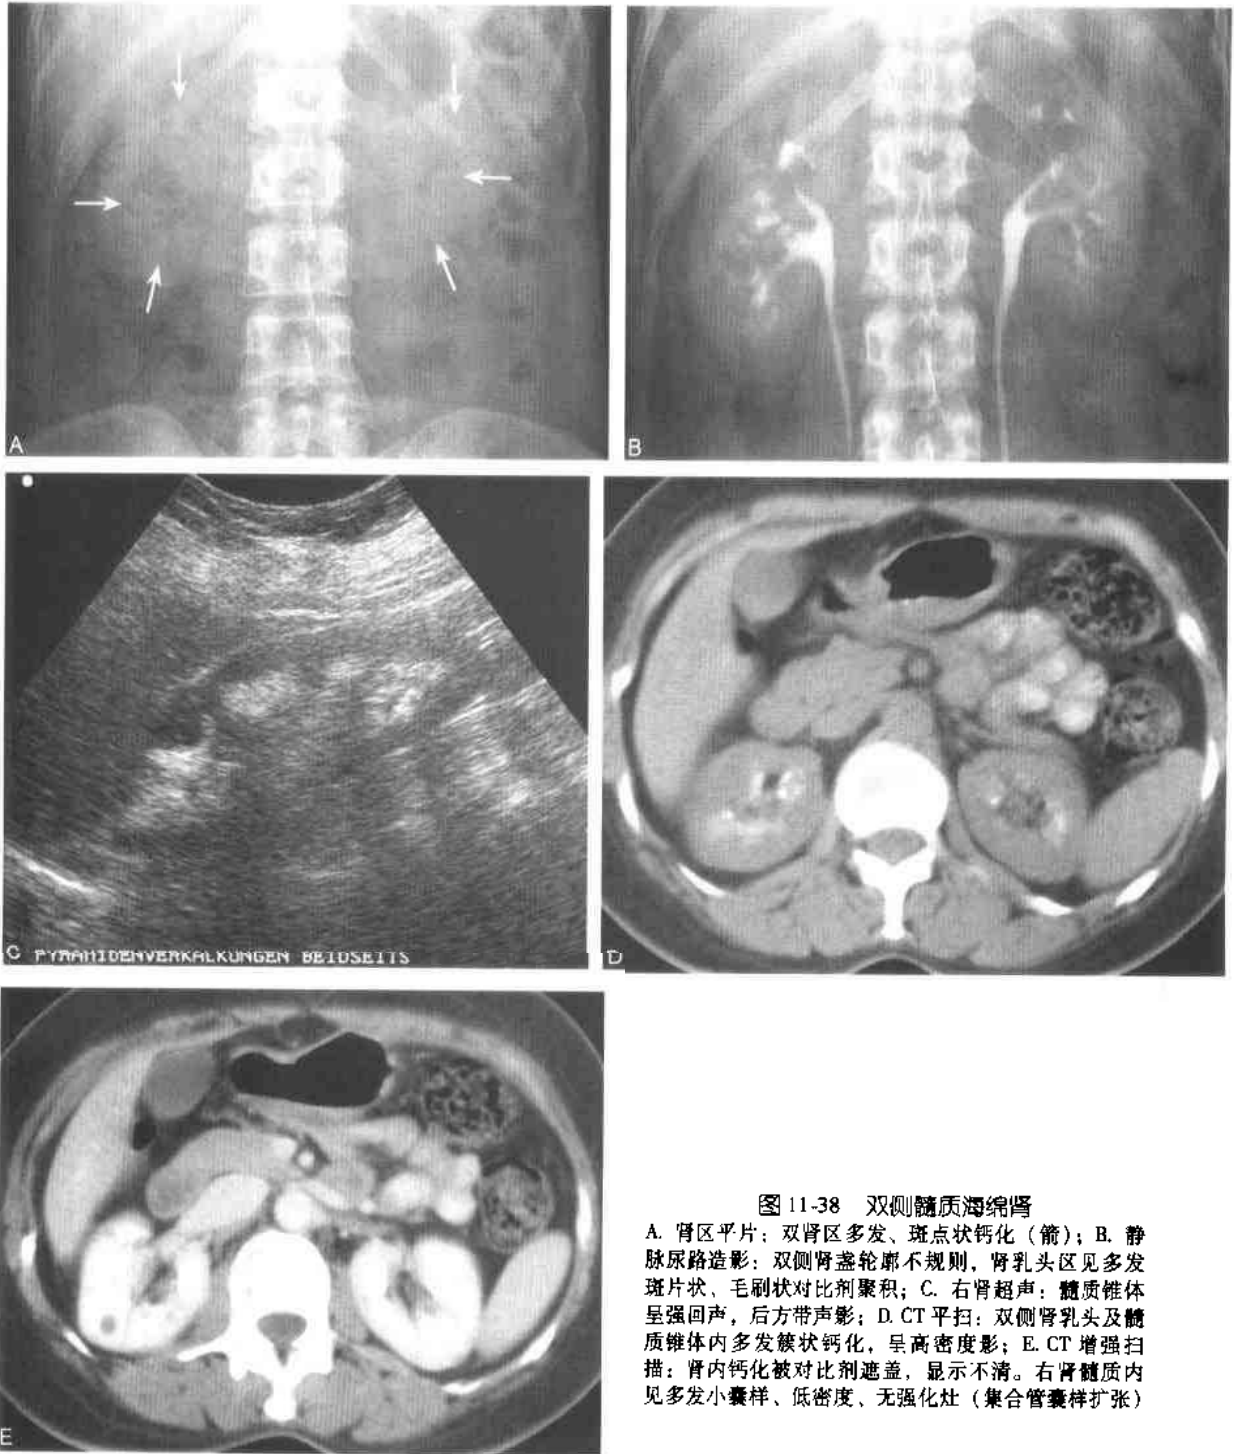 A
B
C PYRAMIDENVERKALKUNGEN BEIDSEITS
D
E
图 11-38 双侧髓质海绵肾
A. 肾区平片：双肾区多发、斑点状钙化（箭）；B. 静
脉尿路造影：双侧肾盏轮廓不规则，肾乳头区见多发
斑片状、毛刷状对比剂聚积；C. 右肾超声：髓质锥体
呈强回声，后方带声影；D. CT 平扫：双侧肾乳头及髓
质锥体内多发簇状钙化，呈高密度影；E. CT 增强扫
描：肾内钙化被对比剂遮盖，显示不清。右肾髓质内
见多发小囊样、低密度、无强化灶（集合管囊样扩张）